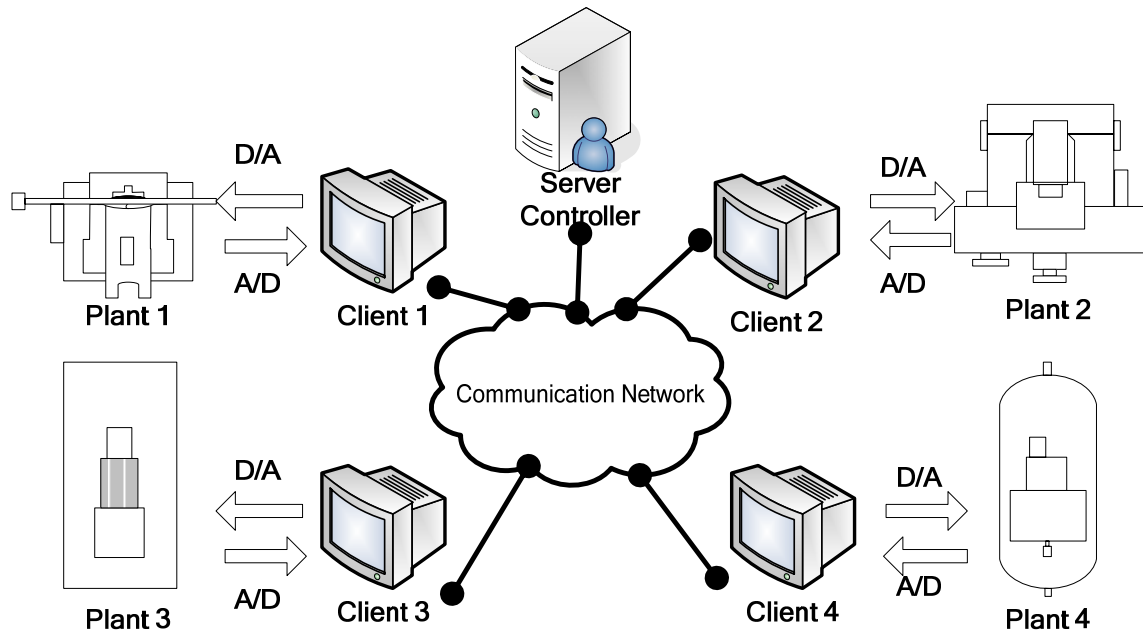 Server
Controller
D/A
A/D
Plant 1
Client 1
D/A
A/D
Client 2
Plant 2
Communication Network
D/A
A/D
Plant 3
Client 3
D/A
A/D
Client 4
Plant 4